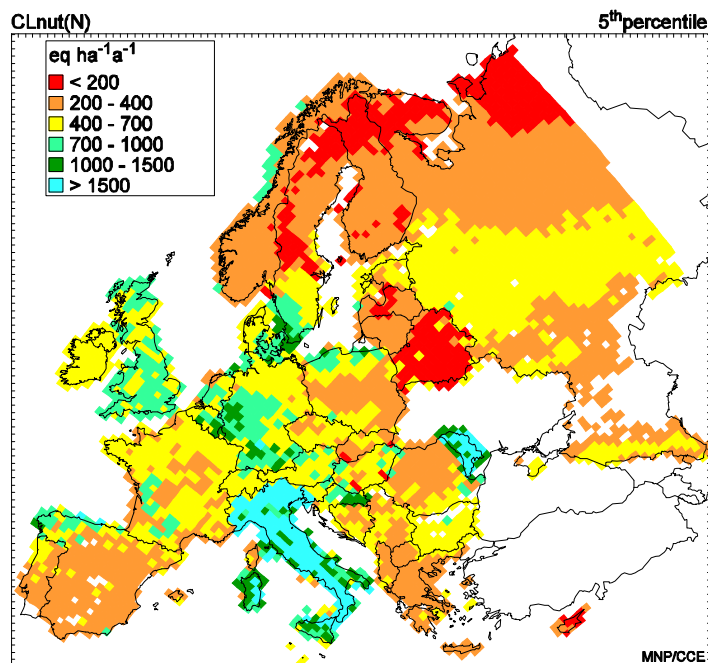 CLnut(N) 5thpercentile
eq ha⁻¹a⁻¹
< 200
200 - 400
400 - 700
700 - 1000
1000 - 1500
> 1500
MNP/CCE